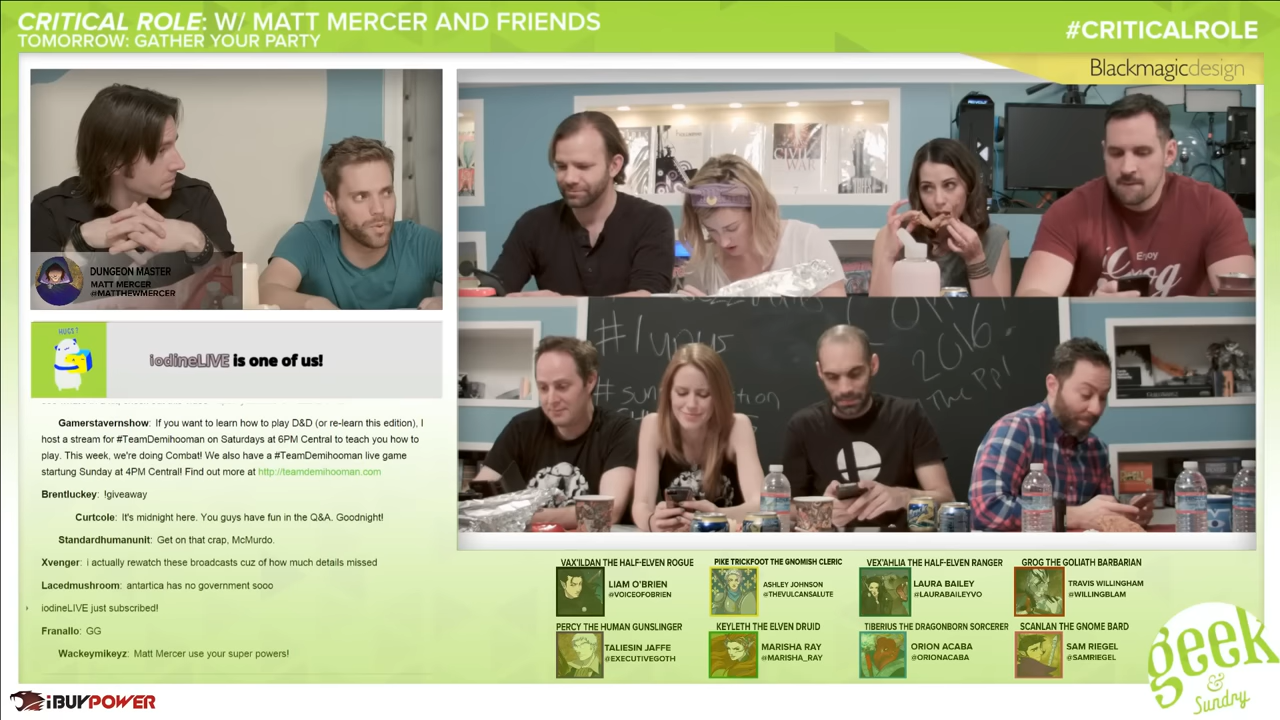 CRITICAL ROLE: W/ MATT MERCER AND FRIENDS
TOMORROW: GATHER YOUR PARTY
#CRITICALROLE
Blackmagicdesign
CIVIL
WAR
Enjoy
DUNGEON MASTER
MATT MERCER
@MATTHEWMERCER
HUGS?
iodineLIVE is one of us!
#1
2016
The Ppl
Gamerstavernshow: If you want to learn how to play D&D (or re-learn this edition), I
host a stream for #TeamDemihooman on Saturdays at 6PM Central to teach you how to
play. This week, we're doing Combat! We also have a #TeamDemihooman live game
startung Sunday at 4PM Central! Find out more at http://teamdemihooman.com
Brentluckey: !giveaway
Curtcole: It's midnight here. You guys have fun in the Q&A. Goodnight!
Standardhumanunit: Get on that crap, McMurdo.
Xvenger: i actually rewatch these broadcasts cuz of how much details missed
Lacedmushroom: antartica has no government sooo
iodineLIVE just subscribed!
Franallo: GG
Wackeymikeyz: Matt Mercer use your super powers!
VAX'ILDAN THE HALF-ELVEN ROGUE
LIAM O'BRIEN
@VOICEOFOBRIEN
PIKE TRICKFOOT THE GNOMISH CLERIC
ASHLEY JOHNSON
@THEVULCANSALUTE
VEX'AHLIA THE HALF-ELVEN RANGER
LAURA BAILEY
@LAURABAILEYVO
GROG THE GOLIATH BARBARIAN
TRAVIS WILLINGHAM
@WILLINGBLAM
PERCY THE HUMAN GUNSLINGER
TALIESIN JAFFE
@EXECUTIVEGOTH
KEYLETH THE ELVEN DRUID
MARISHA RAY
@MARISHA_RAY
TIBERIUS THE DRAGONBORN SORCERER
ORION ACABA
@ORIONACABA
SCANLAN THE GNOME BARD
SAM RIEGEL
@SAMRIEGEL
geek
&
Sundry
iBUYPOWER